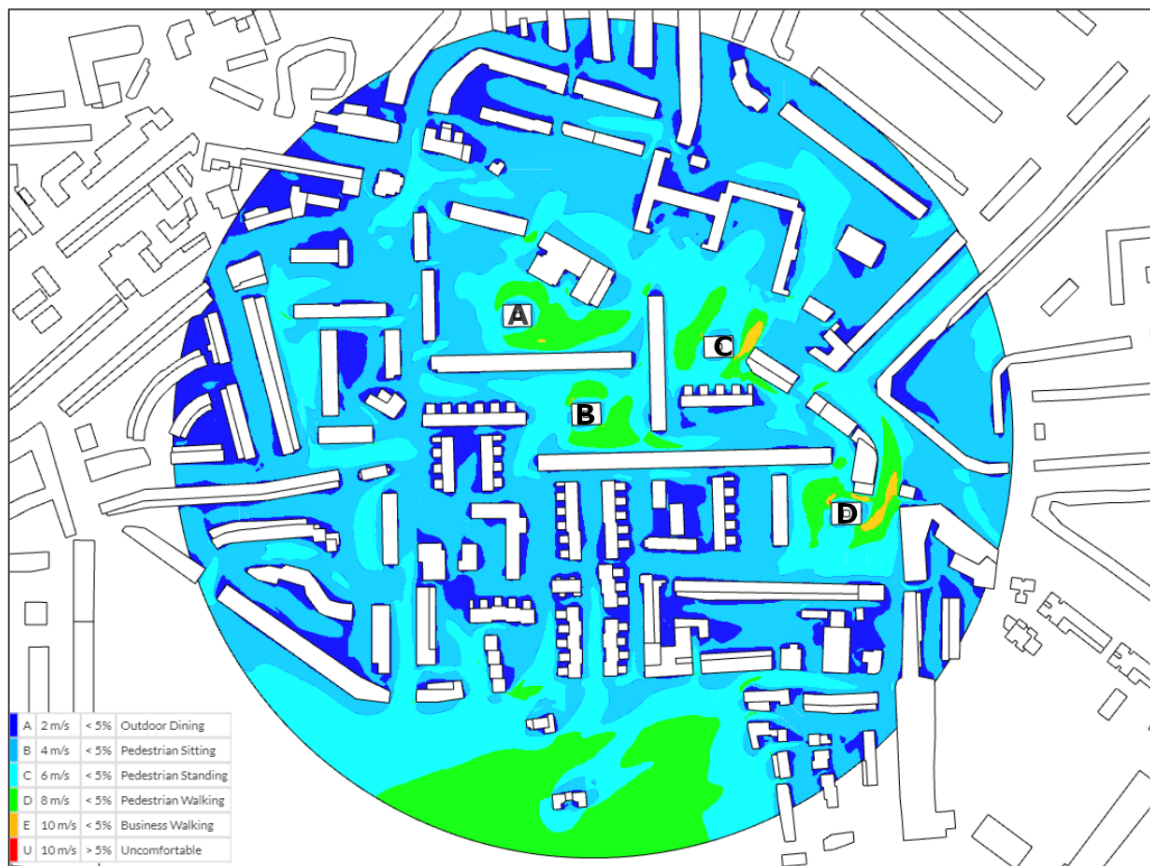 A
C
B
D
A 2 m/s < 5% Outdoor Dining
B 4 m/s < 5% Pedestrian Sitting
C 6 m/s < 5% Pedestrian Standing
D 8 m/s < 5% Pedestrian Walking
E 10 m/s < 5% Business Walking
U 10 m/s > 5% Uncomfortable